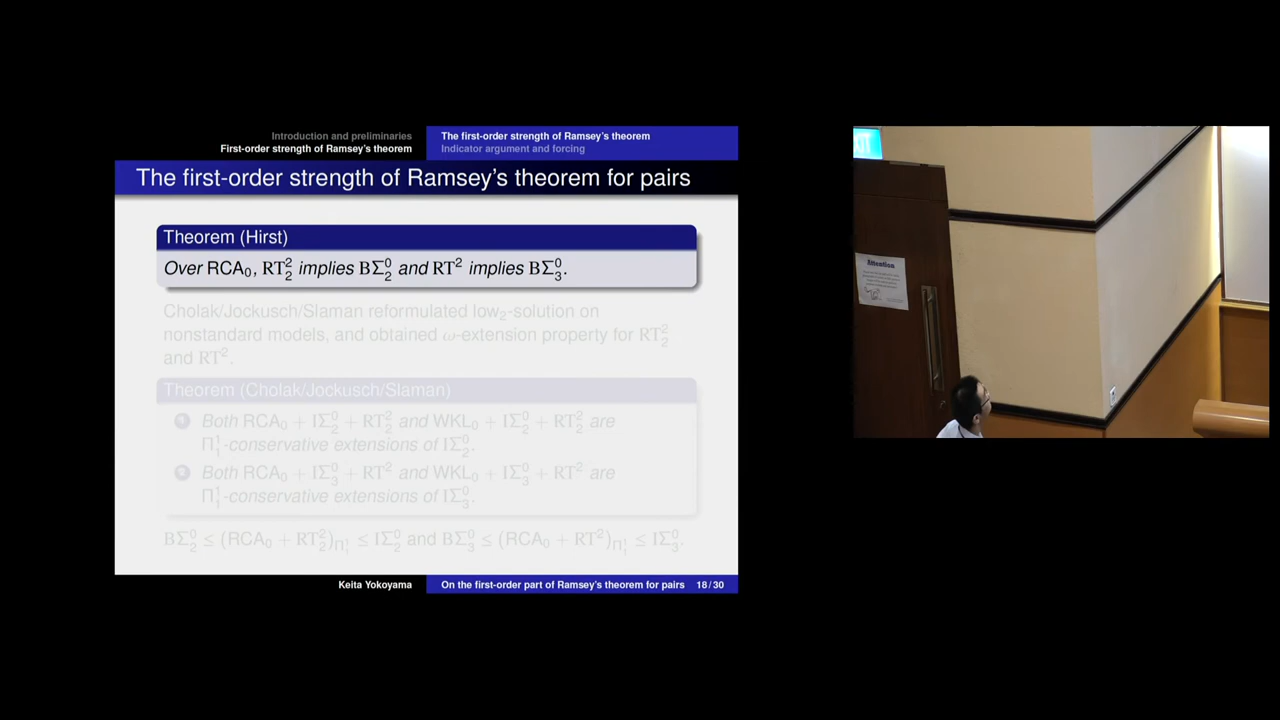 Introduction and preliminaries
First-order strength of Ramsey's theorem
The first-order strength of Ramsey's theorem
Indicator argument and forcing
The first-order strength of Ramsey's theorem for pairs
Theorem (Hirst)
Over RCA₀, RT²₂ implies BΣ⁰₂ and RT² implies BΣ⁰₃.
Cholak/Jockusch/Slaman reformulated low₂-solution on
nonstandard models, and obtained ω-extension property for RT²₂
and RT².
Theorem (Cholak/Jockusch/Slaman)
1 Both RCA₀ + IΣ⁰₂ + RT²₂ and WKL₀ + IΣ⁰₂ + RT²₂ are
Π¹₁-conservative extensions of IΣ⁰₂.
2 Both RCA₀ + IΣ⁰₃ + RT² and WKL₀ + IΣ⁰₃ + RT² are
Π¹₁-conservative extensions of IΣ⁰₃.
BΣ⁰₂ ≤ (RCA₀ + RT²₂)Π¹₁ ≤ IΣ⁰₂ and BΣ⁰₃ ≤ (RCA₀ + RT²)Π¹₁ ≤ IΣ⁰₃.
Keita Yokoyama
On the first-order part of Ramsey's theorem for pairs 18 / 30
Attention